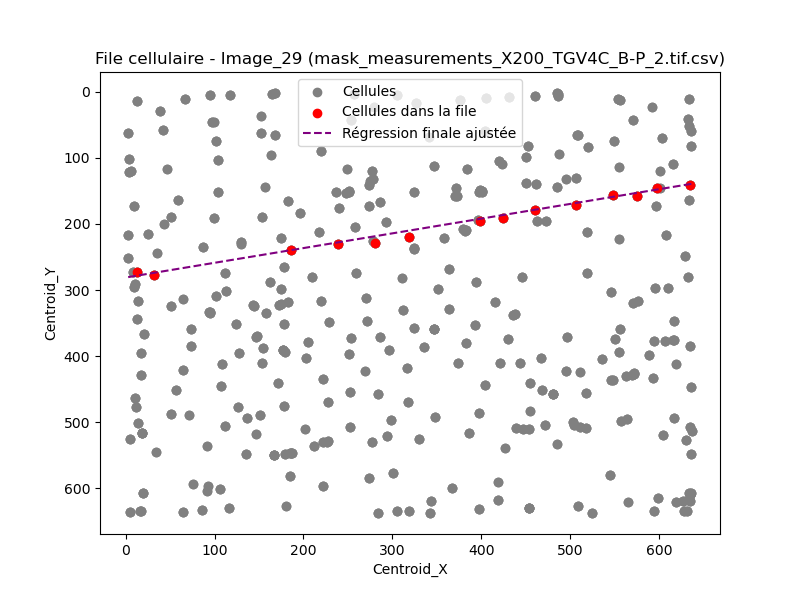 File cellulaire - Image_29 (mask_measurements_X200_TGV4C_B-P_2.tif.csv)
Cellules
Cellules dans la file
Régression finale ajustée
0
100
200
300
400
500
600
Centroid_Y
0 100 200 300 400 500 600
Centroid_X